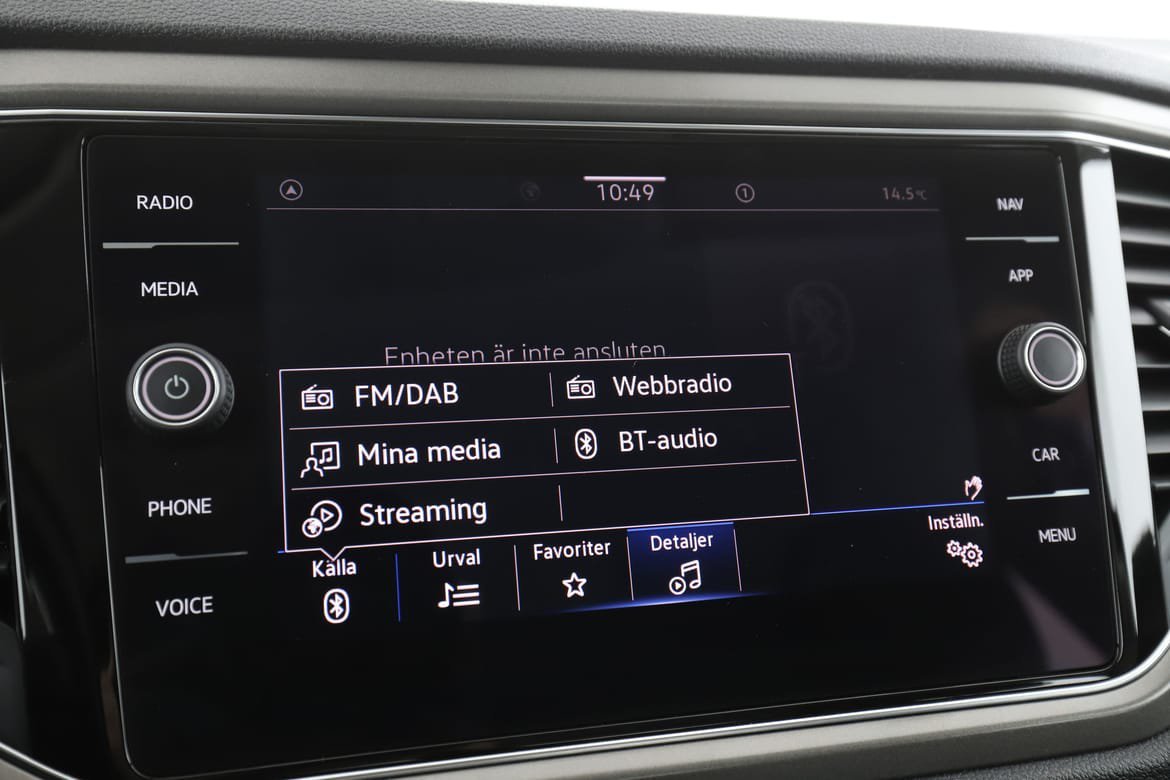 RADIO
MEDIA
PHONE
VOICE
10:49
1
14.5°C
Enheten är inte ansluten
FM/DAB
Webbradio
Mina media
BT-audio
Streaming
Källa
Urval
Favoriter
Detaljer
Inställn.
NAV
APP
CAR
MENU